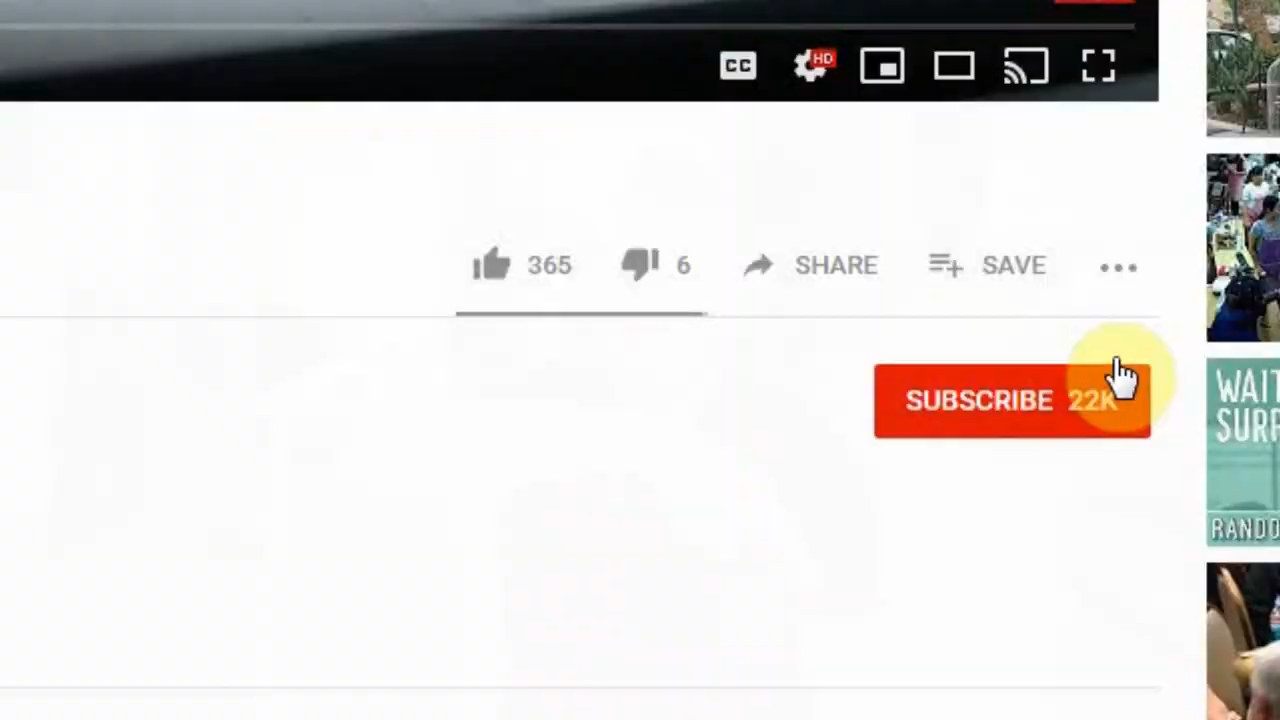 CC HD
365 6 SHARE SAVE
SUBSCRIBE 22K
WAIT
SURP
RANDO